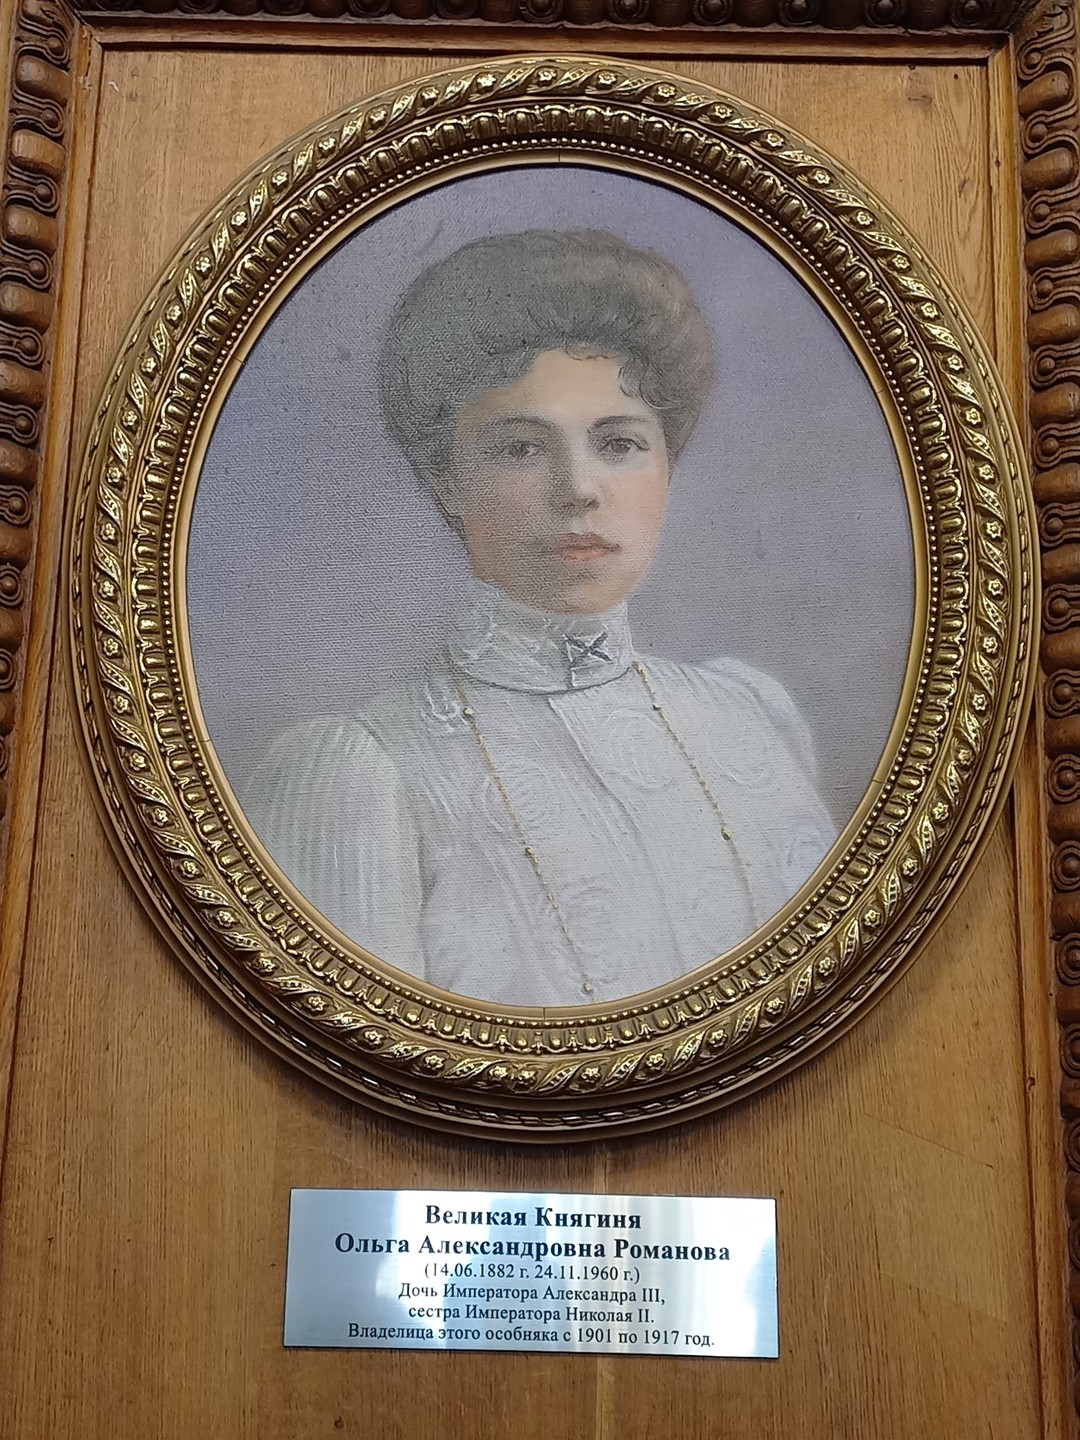 Великая Княгиня
Ольга Александровна Романова
(14.06.1882 г. 24.11.1960 г.)
Дочь Императора Александра III,
сестра Императора Николая II.
Владелица этого особняка с 1901 по 1917 год.